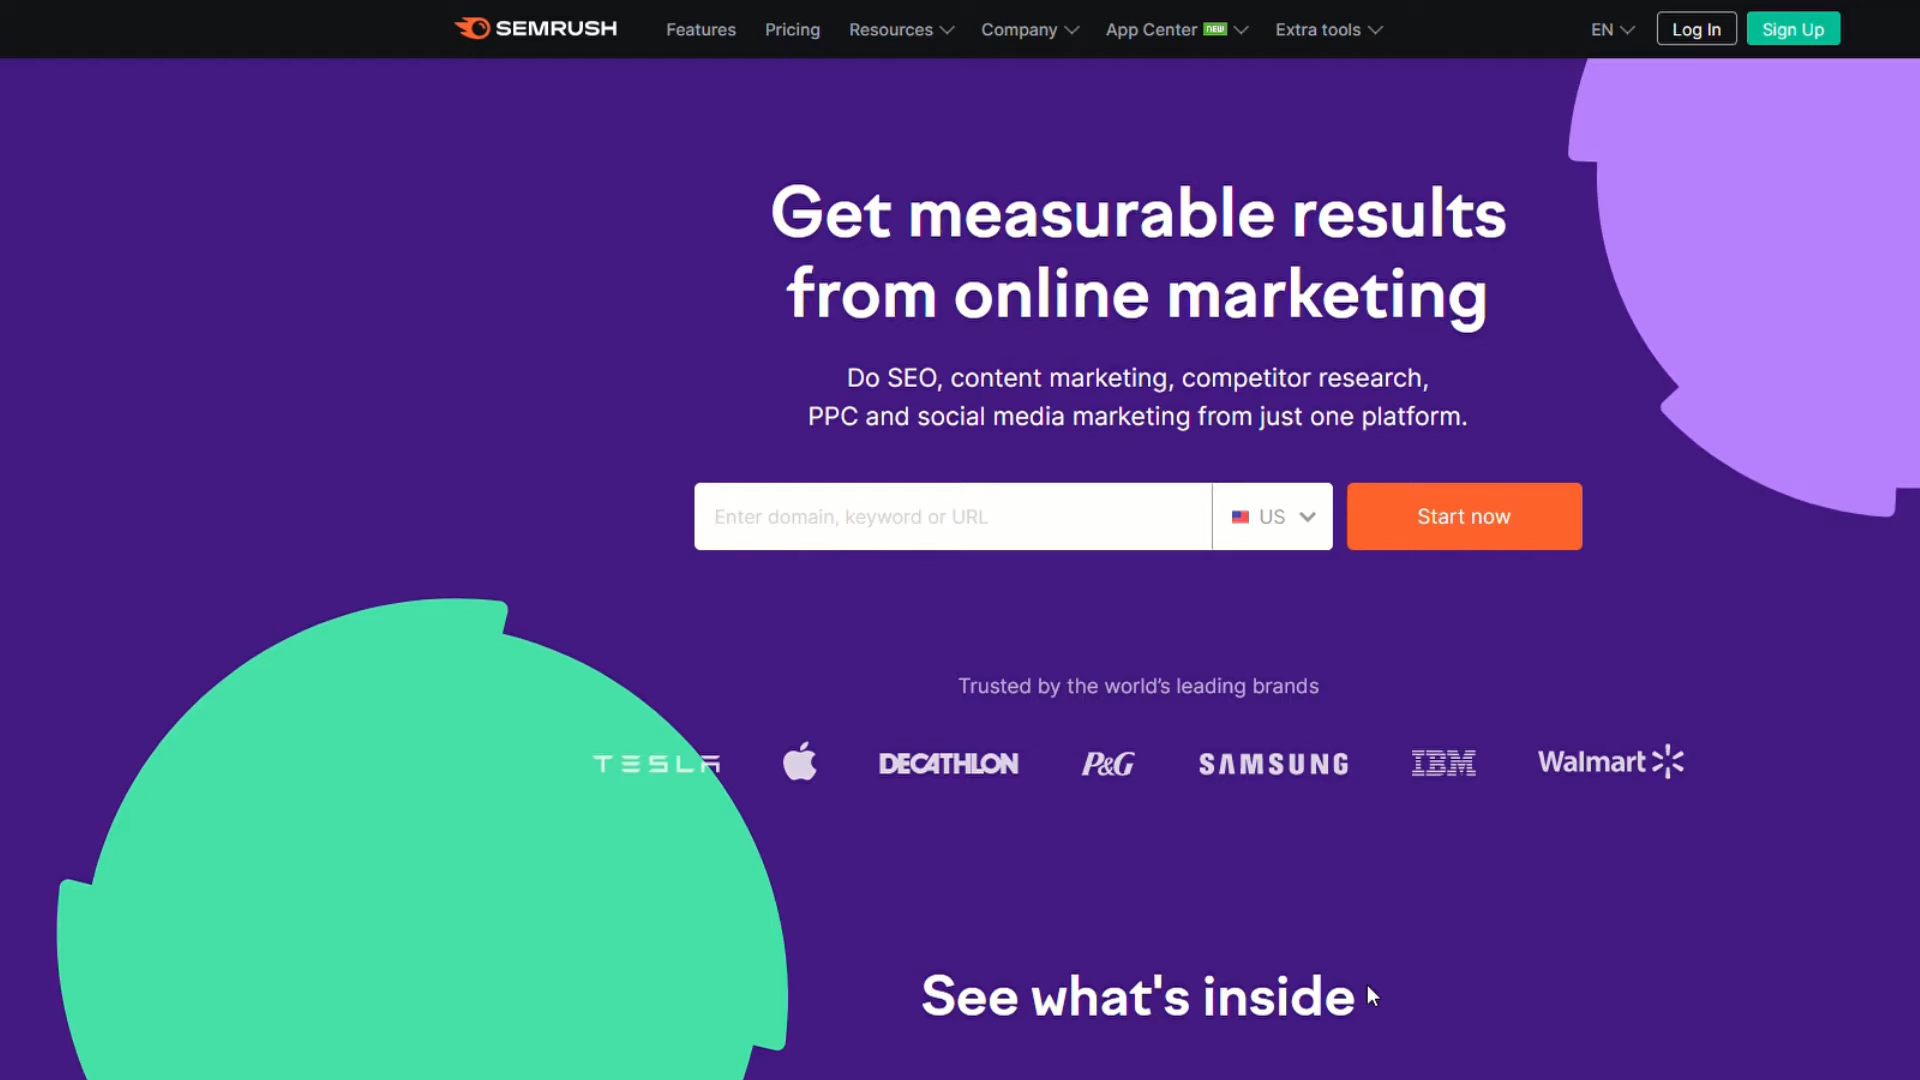 SEMRUSH Features Pricing Resources Company App Center NEW Extra tools EN Log In Sign Up
Get measurable results
from online marketing
Do SEO, content marketing, competitor research,
PPC and social media marketing from just one platform.
Enter domain, keyword or URL US Start now
Trusted by the world’s leading brands
TESLA DECATHLON P&G SAMSUNG IBM Walmart
See what's inside